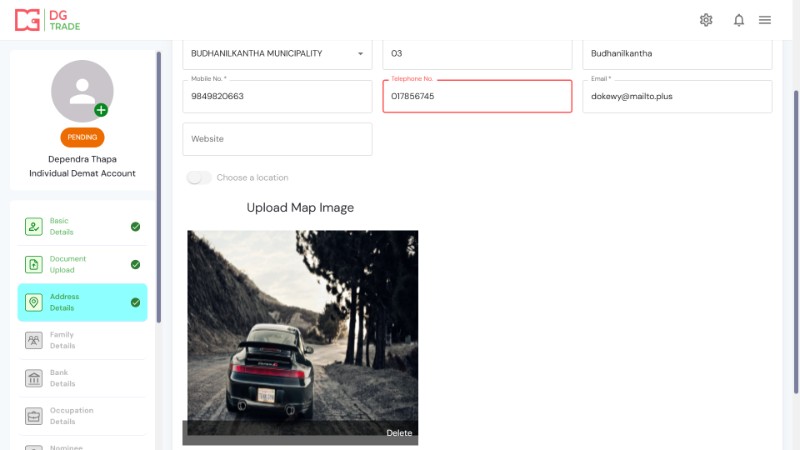 DG
TRADE
BUDHANILKANTHA MUNICIPALITY
03
Budhanilkantha
Mobile No. *
9849820663
Telephone No.
017856745
Email *
dokewy@mailto.plus
Website
Choose a location
Upload Map Image
Delete
PENDING
Dependra Thapa
Individual Demat Account
Basic
Details
Document
Upload
Address
Details
Family
Details
Bank
Details
Occupation
Details
Nominee